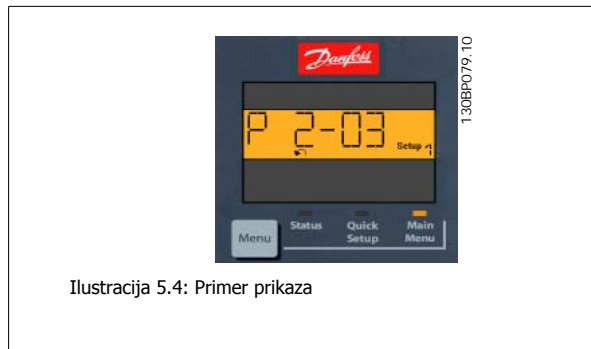 Danfoss
130BP079.10
P 2-03 Setup 1
Menu
Status Quick Setup Main Menu
Ilustracija 5.4: Primer prikaza